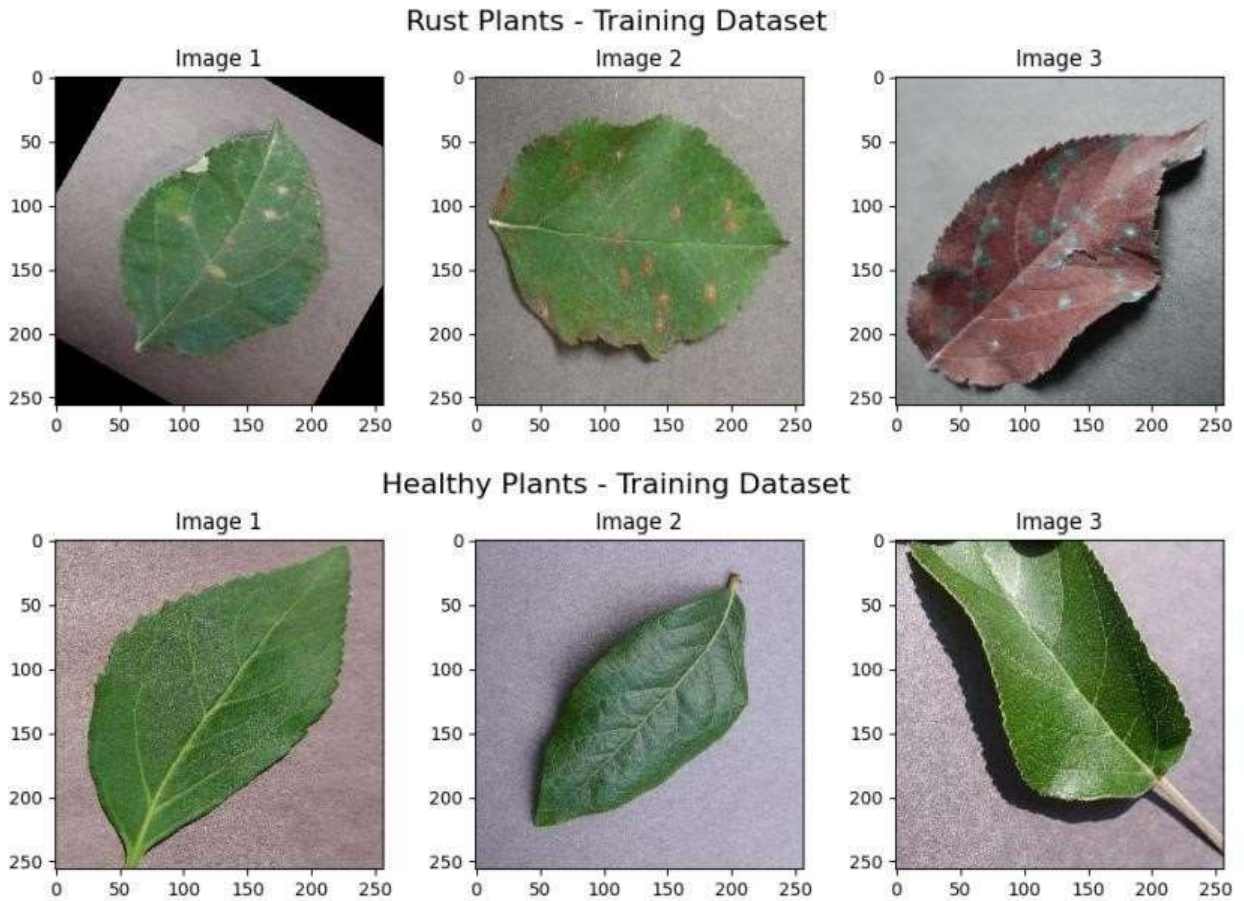 Rust Plants - Training Dataset
Image 1 Image 2 Image 3
0 0 0
50 50 50
100 100 100
150 150 150
200 200 200
250 250 250
0 50 100 150 200 250 0 50 100 150 200 250 0 50 100 150 200 250
Healthy Plants - Training Dataset
Image 1 Image 2 Image 3
0 0 0
50 50 50
100 100 100
150 150 150
200 200 200
250 250 250
0 50 100 150 200 250 0 50 100 150 200 250 0 50 100 150 200 250